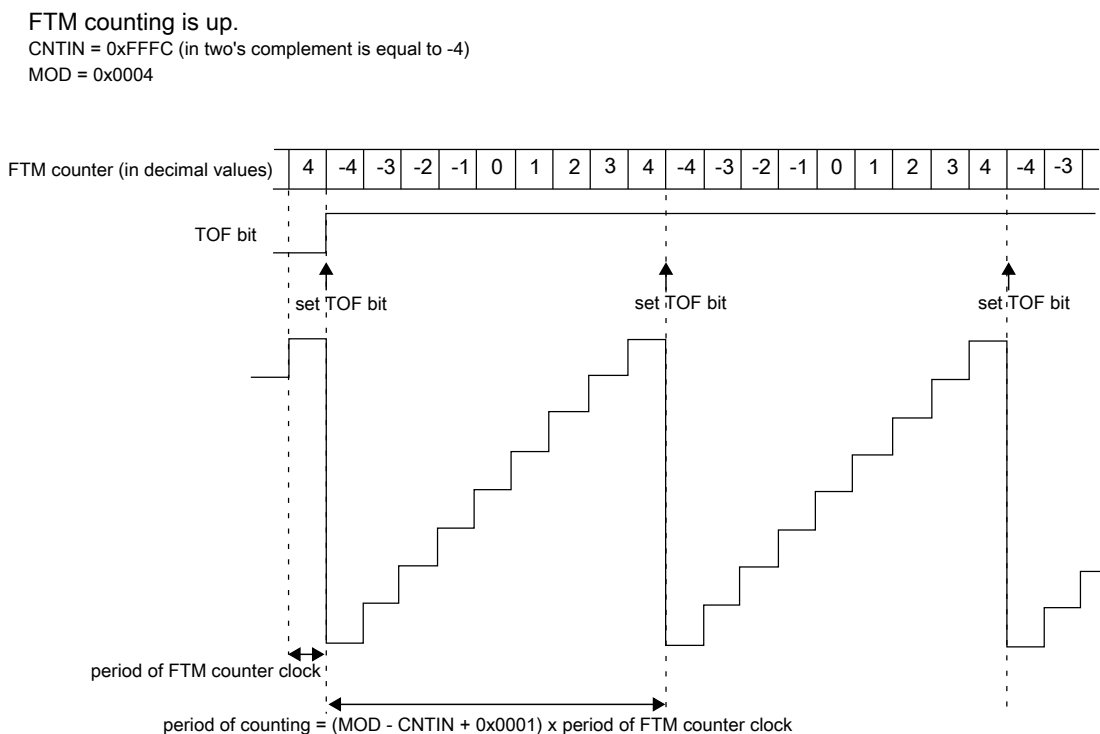 FTM counting is up.
CNTIN = 0xFFFC (in two's complement is equal to -4)
MOD = 0x0004
FTM counter (in decimal values) 4 -4 -3 -2 -1 0 1 2 3 4 -4 -3 -2 -1 0 1 2 3 4 -4 -3
TOF bit
set TOF bit set TOF bit set TOF bit
period of FTM counter clock
period of counting = (MOD - CNTIN + 0x0001) x period of FTM counter clock